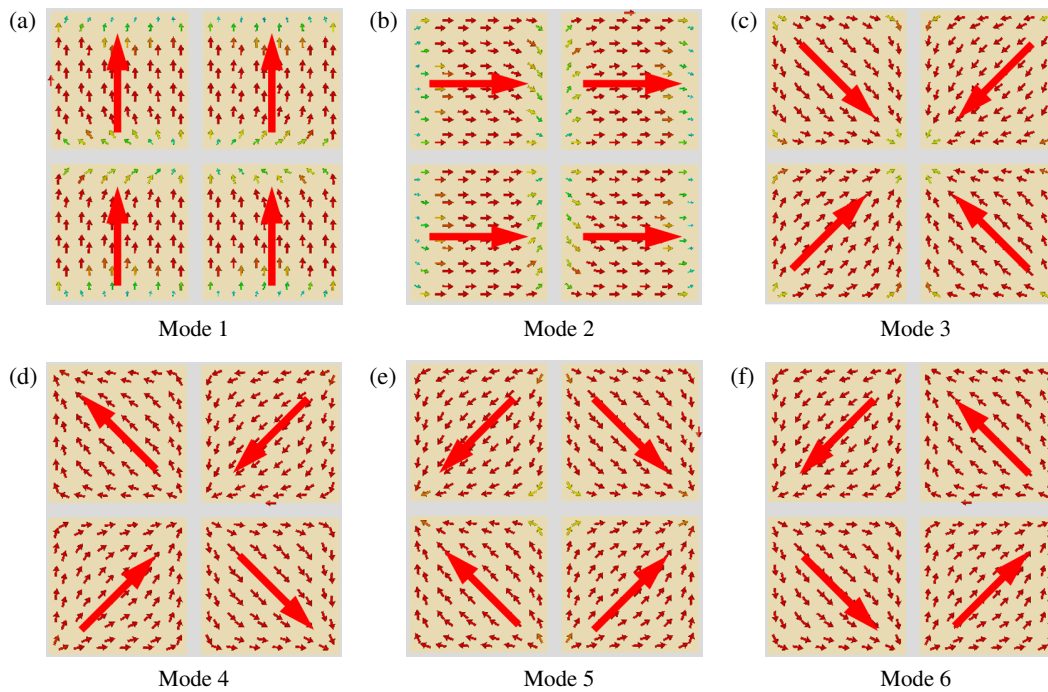 (a)
(b)
(c)
Mode 1
Mode 2
Mode 3
(d)
(e)
(f)
Mode 4
Mode 5
Mode 6